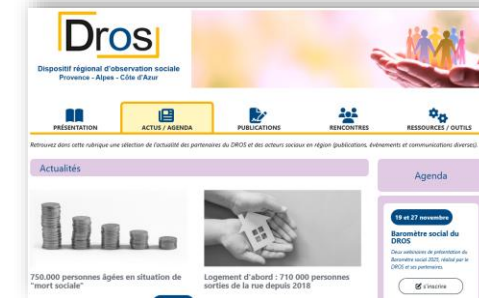 Dros
Dispositif régional d'observation sociale
Provence - Alpes - Côte d'Azur
PRÉSENTATION
ACTUS / AGENDA
PUBLICATIONS
RENCONTRES
RESSOURCES / OUTILS
Retrouvez dans cette rubrique une sélection de l'actualité des partenaires du DROS et des acteurs sociaux en région (publications, évènements et communications diverses).
Actualités
Agenda
750.000 personnes âgées en situation de
"mort sociale"
Logement d'abord : 710 000 personnes
sorties de la rue depuis 2018
19 et 27 novembre
Baromètre social du
DROS
Deux webinaires de présentation du
Baromètre social 2025, réalisé par le
DROS et ses partenaires.
s'inscrire